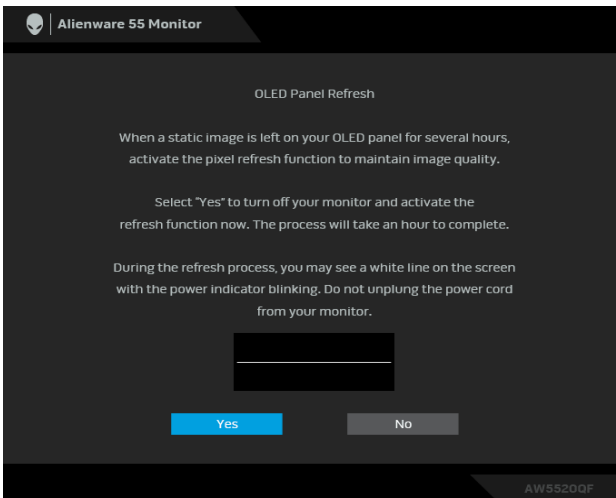 Alienware 55 Monitor
OLED Panel Refresh
When a static image is left on your OLED panel for several hours,
activate the pixel refresh function to maintain image quality.
Select "Yes" to turn off your monitor and activate the
refresh function now. The process will take an hour to complete.
During the refresh process, you may see a white line on the screen
with the power indicator blinking. Do not unplung the power cord
from your monitor.
Yes
No
AW5520QF